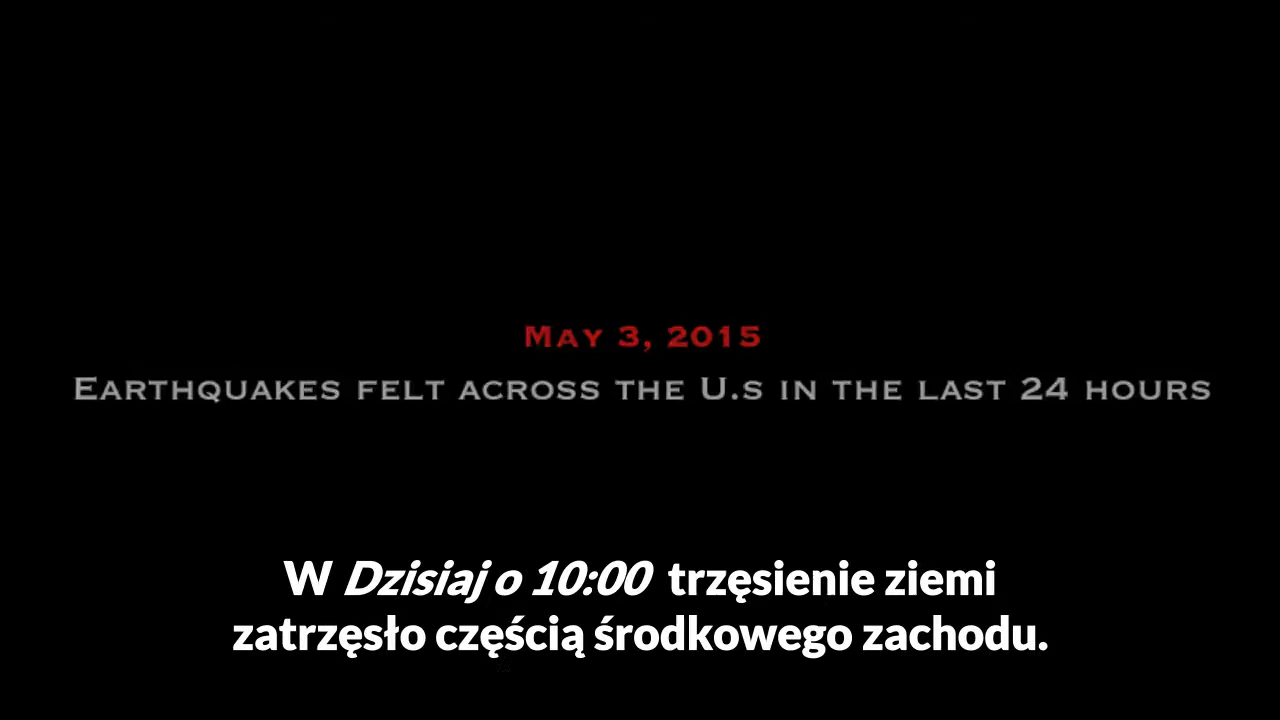 May 3, 2015
Earthquakes felt across the U.s in the last 24 hours
W Dzisiaj o 10:00 trzęsienie ziemi
zatrzęsło częścią środkowego zachodu.